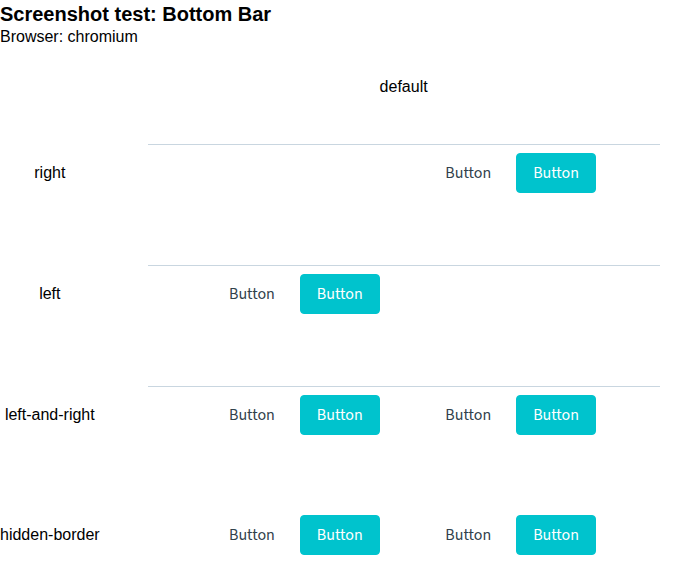 Screenshot test: Bottom Bar
Browser: chromium
default
right Button Button
left Button Button
left-and-right Button Button Button Button
hidden-border Button Button Button Button